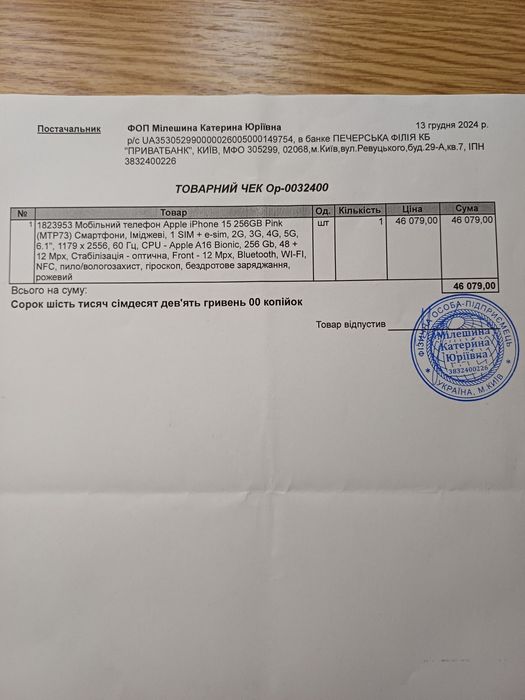 Постачальник
ФОП Мілешина Катерина Юріївна
13 грудня 2024 р.
р/с UA353052990000026005000149754, в банке ПЕЧЕРСЬКА ФІЛІЯ КБ
"ПРИВАТБАНК", КИЇВ, МФО 305299, 02068,м.Київ,вул.Ревуцького,буд.29-А,кв.7, ІПН
3832400226
ТОВАРНИЙ ЧЕК Ор-0032400
№ Товар Од. Кількість Ціна Сума
1 1823953 Мобільний телефон Apple iPhone 15 256GB Pink шт 1 46 079,00 46 079,00
(MTP73) Смартфони, Іміджеві, 1 SIM + e-sim, 2G, 3G, 4G, 5G,
6.1", 1179 x 2556, 60 Гц, CPU - Apple A16 Bionic, 256 Gb, 48 +
12 Mpx, Стабілізація - оптична, Front - 12 Mpx, Bluetooth, WI-FI,
NFC, пило/вологозахист, гіроскоп, бездротове заряджання,
рожевий
Всього на суму: 46 079,00
Сорок шість тисяч сімдесят дев'ять гривень 00 копійок
Товар відпустив
ФІЗИЧНА ОСОБА-ПІДПРИЄМЕЦЬ
Мілешина
Катерина
Юріївна
3832400226
УКРАЇНА, М.КИЇВ